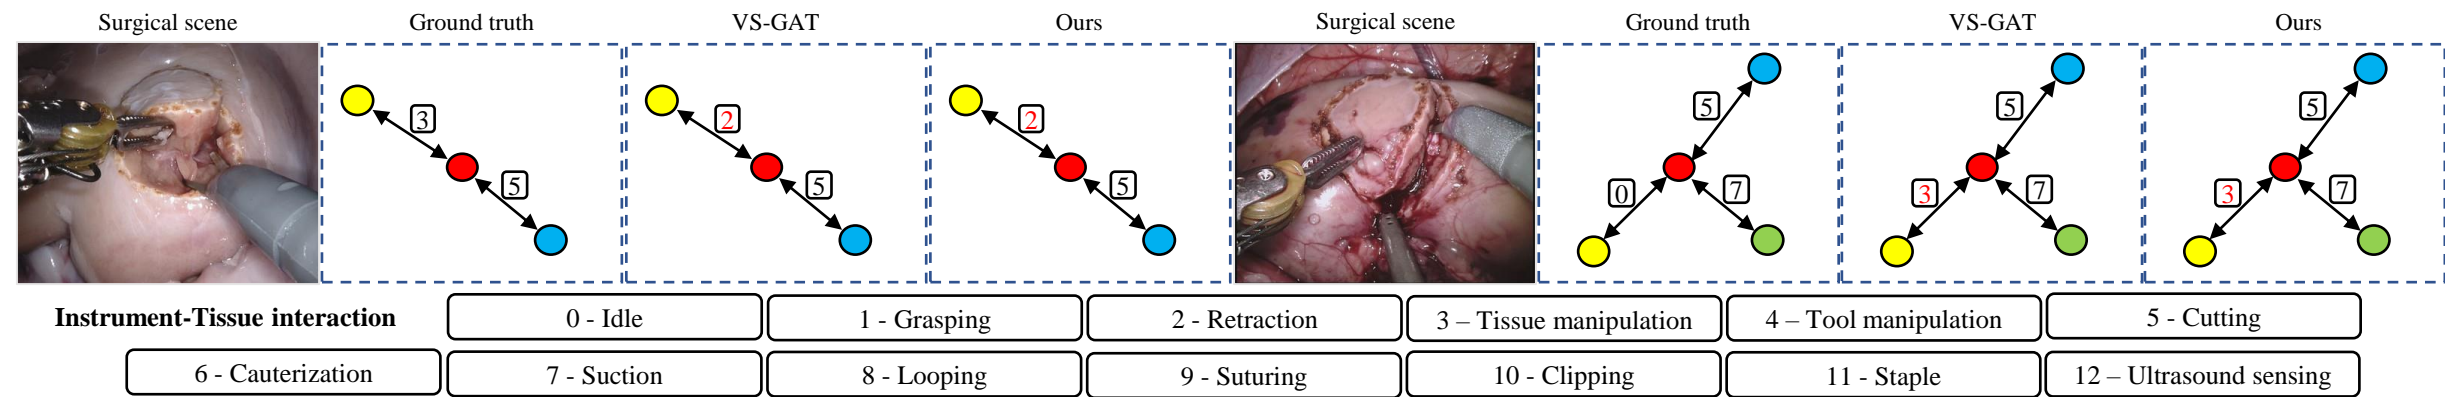 Surgical scene Ground truth VS-GAT Ours Surgical scene Ground truth VS-GAT Ours
3 2 2 5 5 5
5 5 5 0 7 3 7 3 7
Instrument-Tissue interaction 0 - Idle 1 - Grasping 2 - Retraction 3 – Tissue manipulation 4 – Tool manipulation 5 - Cutting
6 - Cauterization 7 - Suction 8 - Looping 9 - Suturing 10 - Clipping 11 - Staple 12 – Ultrasound sensing